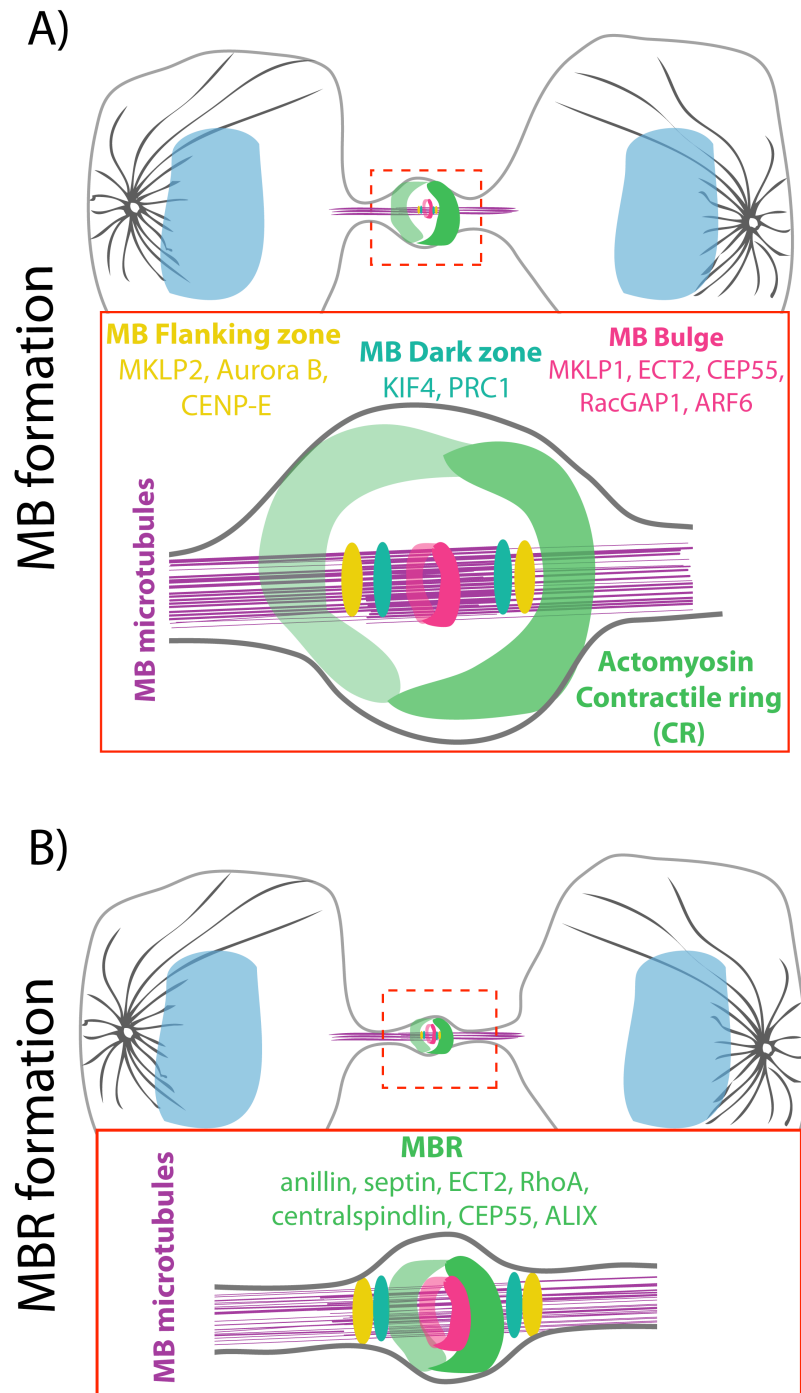 A)
MB formation
MB Flanking zone
MKLP2, Aurora B,
CENP-E
MB Dark zone
KIF4, PRC1
MB Bulge
MKLP1, ECT2, CEP55,
RacGAP1, ARF6
MB microtubules
Actomyosin
Contractile ring
(CR)
B)
MBR formation
MBR
anillin, septin, ECT2, RhoA,
centralspindlin, CEP55, ALIX
MB microtubules